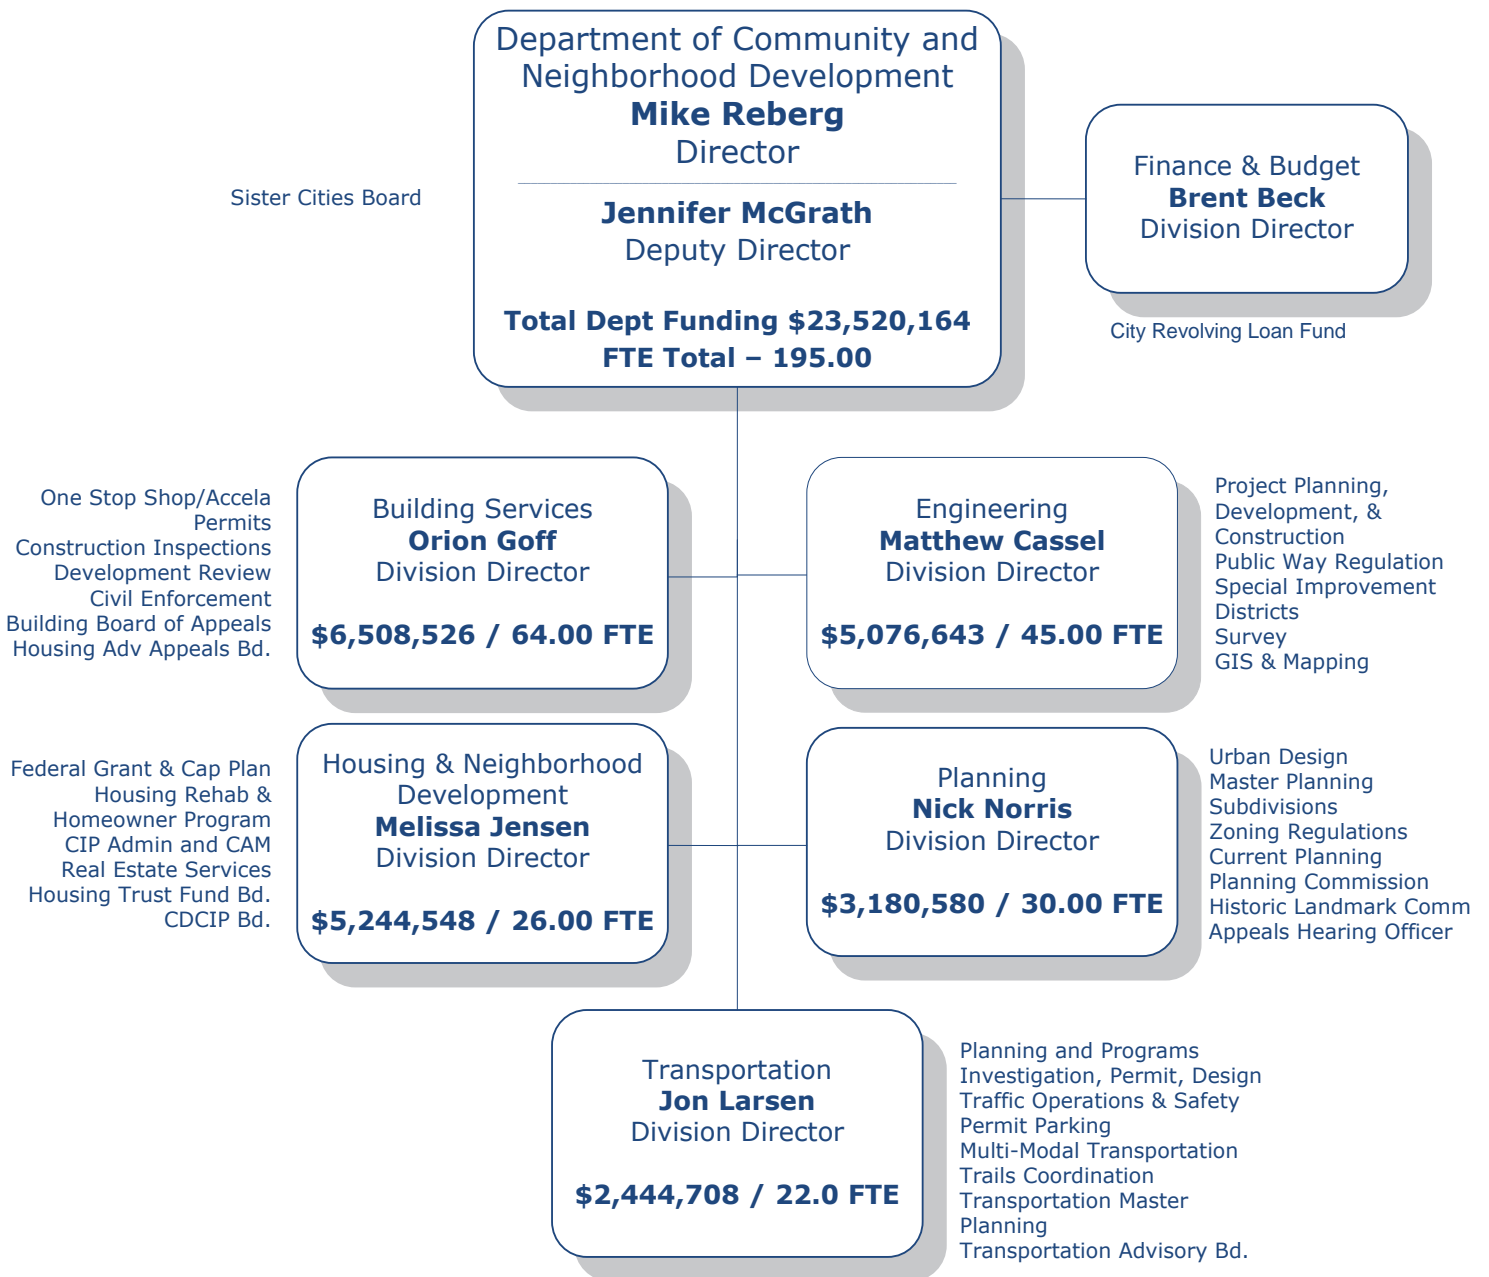 Department of Community and
Neighborhood Development
Mike Reberg
Director
Jennifer McGrath
Deputy Director
Total Dept Funding $23,520,164
FTE Total – 195.00
Sister Cities Board
Finance & Budget
Brent Beck
Division Director
City Revolving Loan Fund
One Stop Shop/Accela
Permits
Construction Inspections
Development Review
Civil Enforcement
Building Board of Appeals
Housing Adv Appeals Bd.
Building Services
Orion Goff
Division Director
$6,508,526 / 64.00 FTE
Engineering
Matthew Cassel
Division Director
$5,076,643 / 45.00 FTE
Project Planning,
Development, &
Construction
Public Way Regulation
Special Improvement
Districts
Survey
GIS & Mapping
Federal Grant & Cap Plan
Housing Rehab &
Homeowner Program
CIP Admin and CAM
Real Estate Services
Housing Trust Fund Bd.
CDCIP Bd.
Housing & Neighborhood
Development
Melissa Jensen
Division Director
$5,244,548 / 26.00 FTE
Planning
Nick Norris
Division Director
$3,180,580 / 30.00 FTE
Urban Design
Master Planning
Subdivisions
Zoning Regulations
Current Planning
Planning Commission
Historic Landmark Comm
Appeals Hearing Officer
Transportation
Jon Larsen
Division Director
$2,444,708 / 22.0 FTE
Planning and Programs
Investigation, Permit, Design
Traffic Operations & Safety
Permit Parking
Multi-Modal Transportation
Trails Coordination
Transportation Master
Planning
Transportation Advisory Bd.